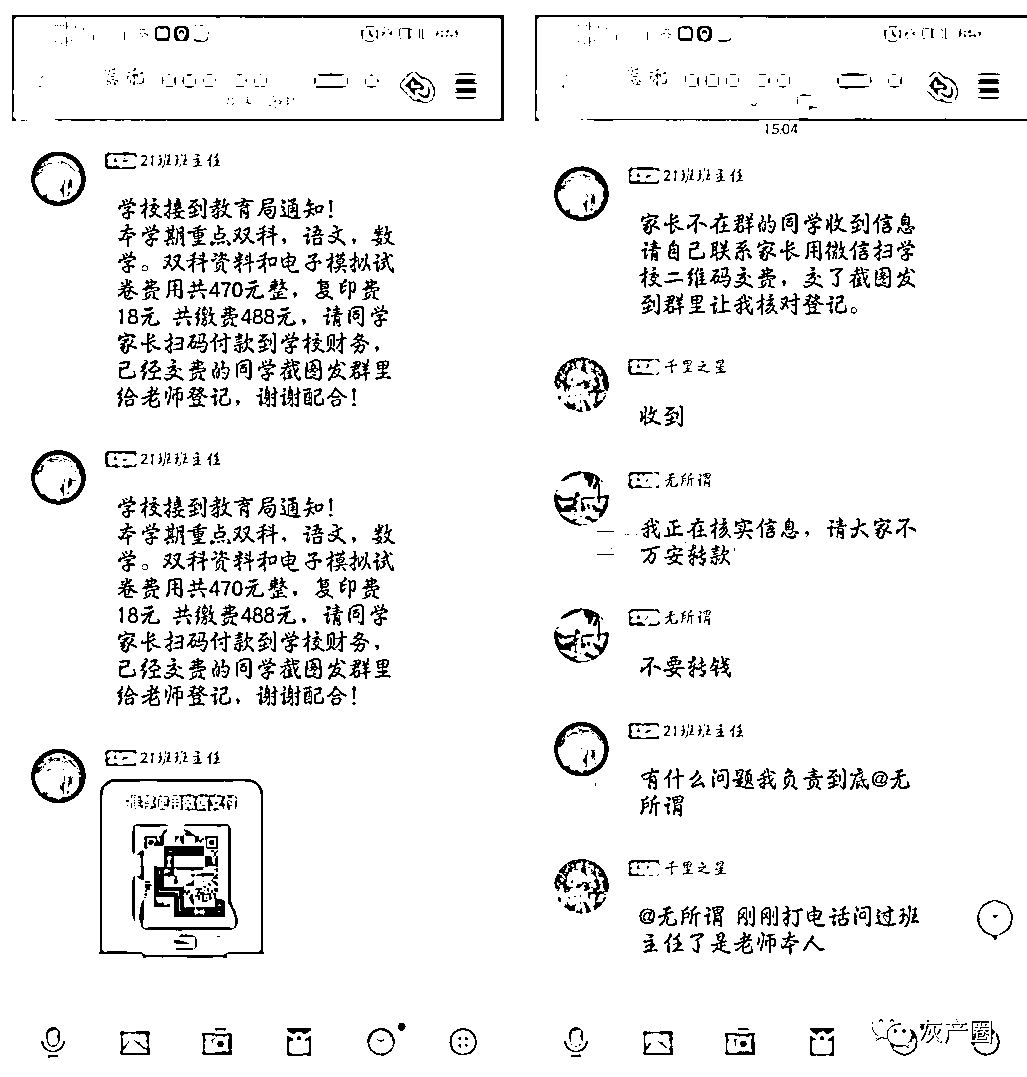 21班班主任
学校接到教育局通知！
本学期重点双科，语文，数
学。双科资料和电子模拟试
卷费用共470元整，复印费
18元 共缴费488元，请同学
家长扫码付款到学校财务，
已经交费的同学截图发群里
给老师登记，谢谢配合！
21班班主任
学校接到教育局通知！
本学期重点双科，语文，数
学。双科资料和电子模拟试
卷费用共470元整，复印费
18元 共缴费488元，请同学
家长扫码付款到学校财务，
已经交费的同学截图发群里
给老师登记，谢谢配合！
21班班主任
推荐使用微信支付
15:04
21班班主任
家长不在群的同学收到信息
请自己联系家长用微信扫学
校二维码交费，交了截图发
到群里让我核对登记。
千里之星
收到
无所谓
我正在核实信息，请大家不
万安转款
无所谓
不要转钱
21班班主任
有什么问题我负责到底@无
所谓
千里之星
@无所谓 刚刚打电话问过班
主任了是老师本人
灰产圈